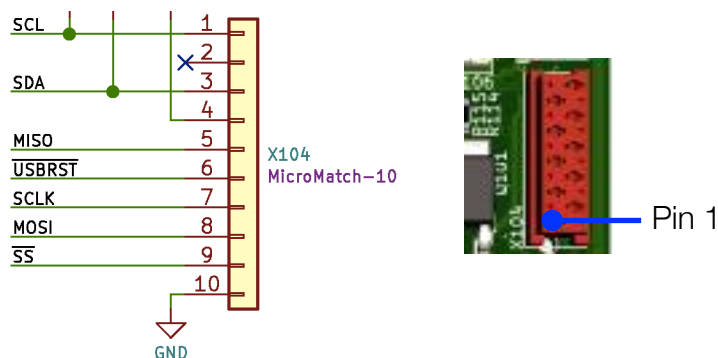 SCL
1
2
SDA
3
4
MISO
5
USBRST
6
SCLK
7
MOSI
8
SS
9
10
GND
X104
MicroMatch-10
R114
X104
Pin 1